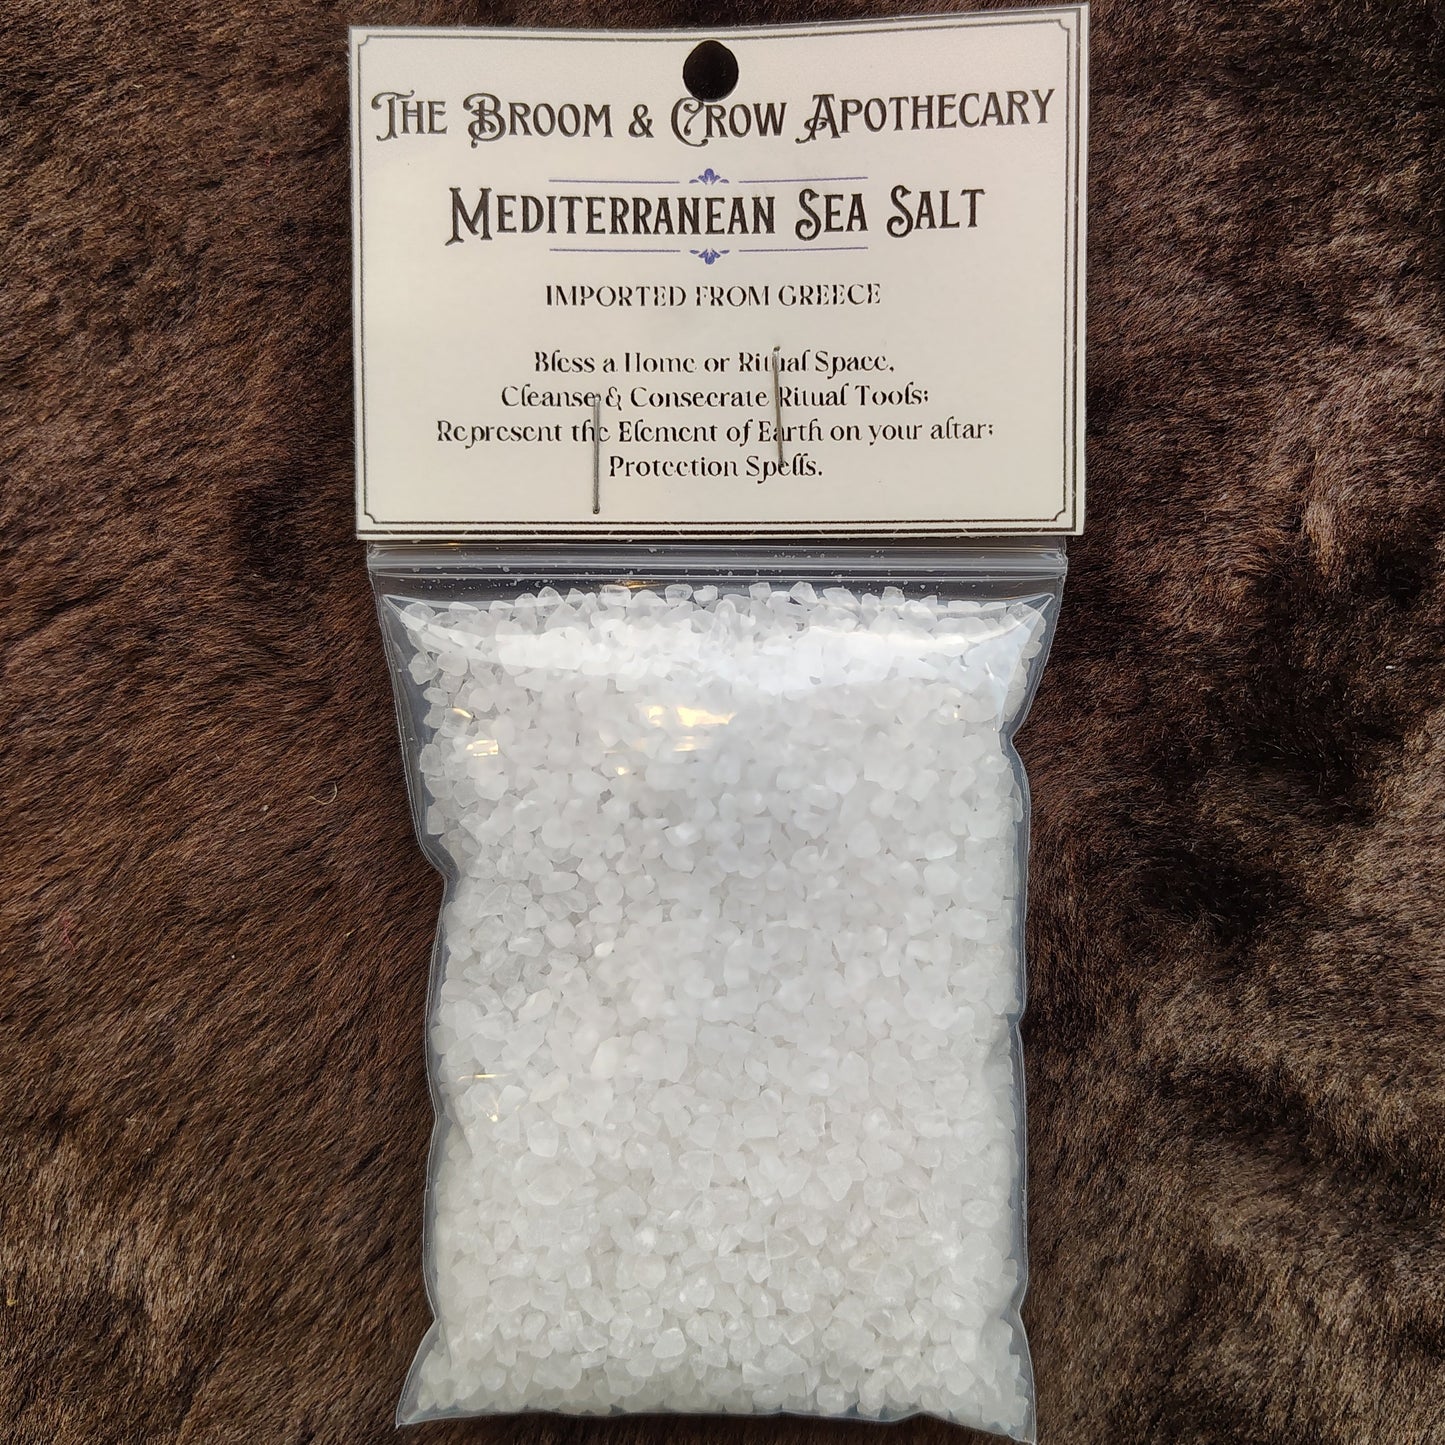 The Broom & Crow Apothecary
Mediterranean Sea Salt
IMPORTED FROM GREECE
Bless a Home or Ritual Space,
Cleanse & Consecrate Ritual Tools;
Represent the Element of Earth on your altar;
Protection Spells.